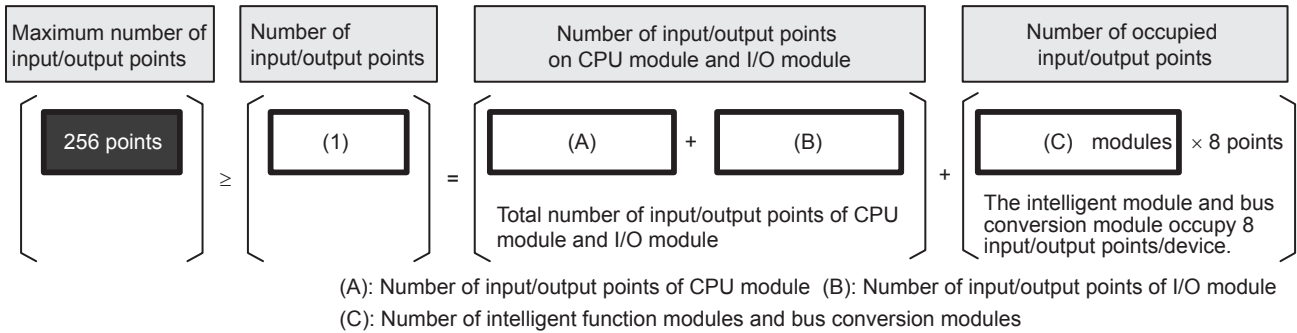 Maximum number of
input/output points
Number of
input/output points
Number of input/output points
on CPU module and I/O module
Number of occupied
input/output points
256 points
≥
(1)
=
(A)
+
(B)
Total number of input/output points of CPU
module and I/O module
+
(C) modules × 8 points
The intelligent module and bus
conversion module occupy 8
input/output points/device.
(A): Number of input/output points of CPU module (B): Number of input/output points of I/O module
(C): Number of intelligent function modules and bus conversion modules